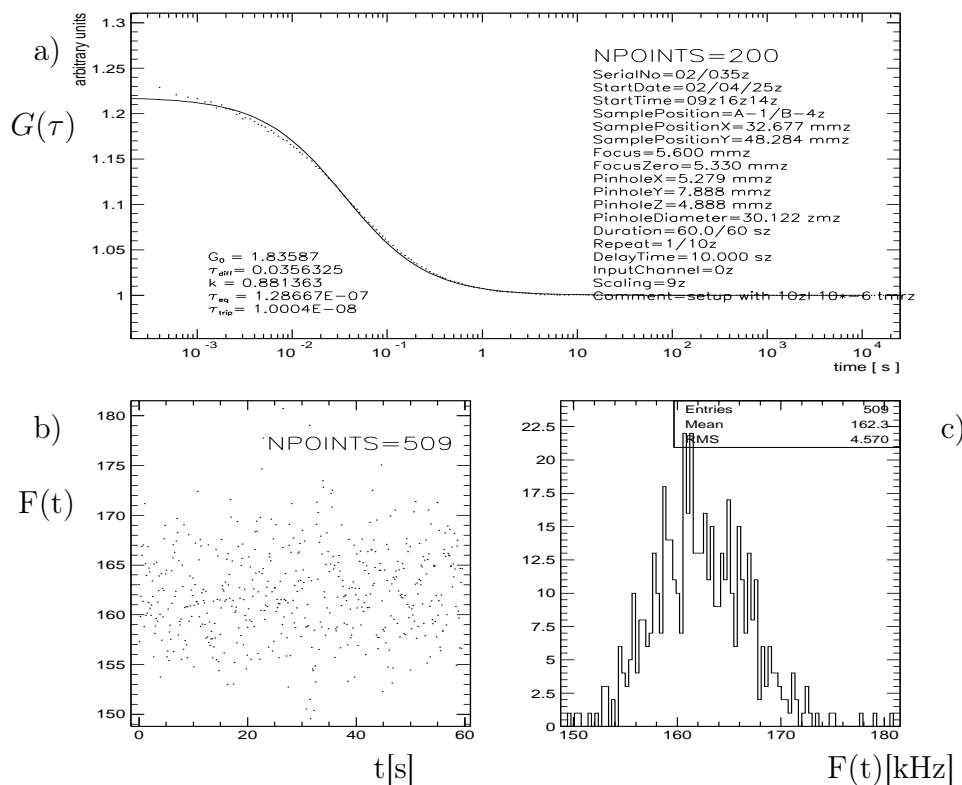 a)
arbitrary units
G(τ)
1.3
1.25
1.2
1.15
1.1
1.05
1
NPOINTS=200
SerialNo=02/035z
StartDate=02/04/25z
StartTime=09z16z14z
SamplePosition=A-1/B-4z
SamplePositionX=32.677 mmz
SamplePositionY=48.284 mmz
Focus=5.600 mmz
FocusZero=5.330 mmz
PinholeX=5.279 mmz
PinholeY=7.888 mmz
PinholeZ=4.888 mmz
PinholeDiameter=30.122 zmz
Duration=60.0/60 sz
Repeat=1/10z
DelayTime=10.000 sz
InputChannel=0z
Scaling=9z
Comment=setup with 10zl 10*-6 tmrz
G₀ = 1.83587
τdiff= 0.0356325
k = 0.881363
τeq = 1.28667E-07
τtrip= 1.0004E-08
10⁻³ 10⁻² 10⁻¹ 1 10 10² 10³ 10⁴
time [ s ]
b)
F(t)
180
175
170
165
160
155
150
NPOINTS=509
0 10 20 30 40 50 60
t[s]
c)
Entries 509
Mean 162.3
RMS 4.570
22.5
20
17.5
15
12.5
10
7.5
5
2.5
0
150 160 170 180
F(t)[kHz]